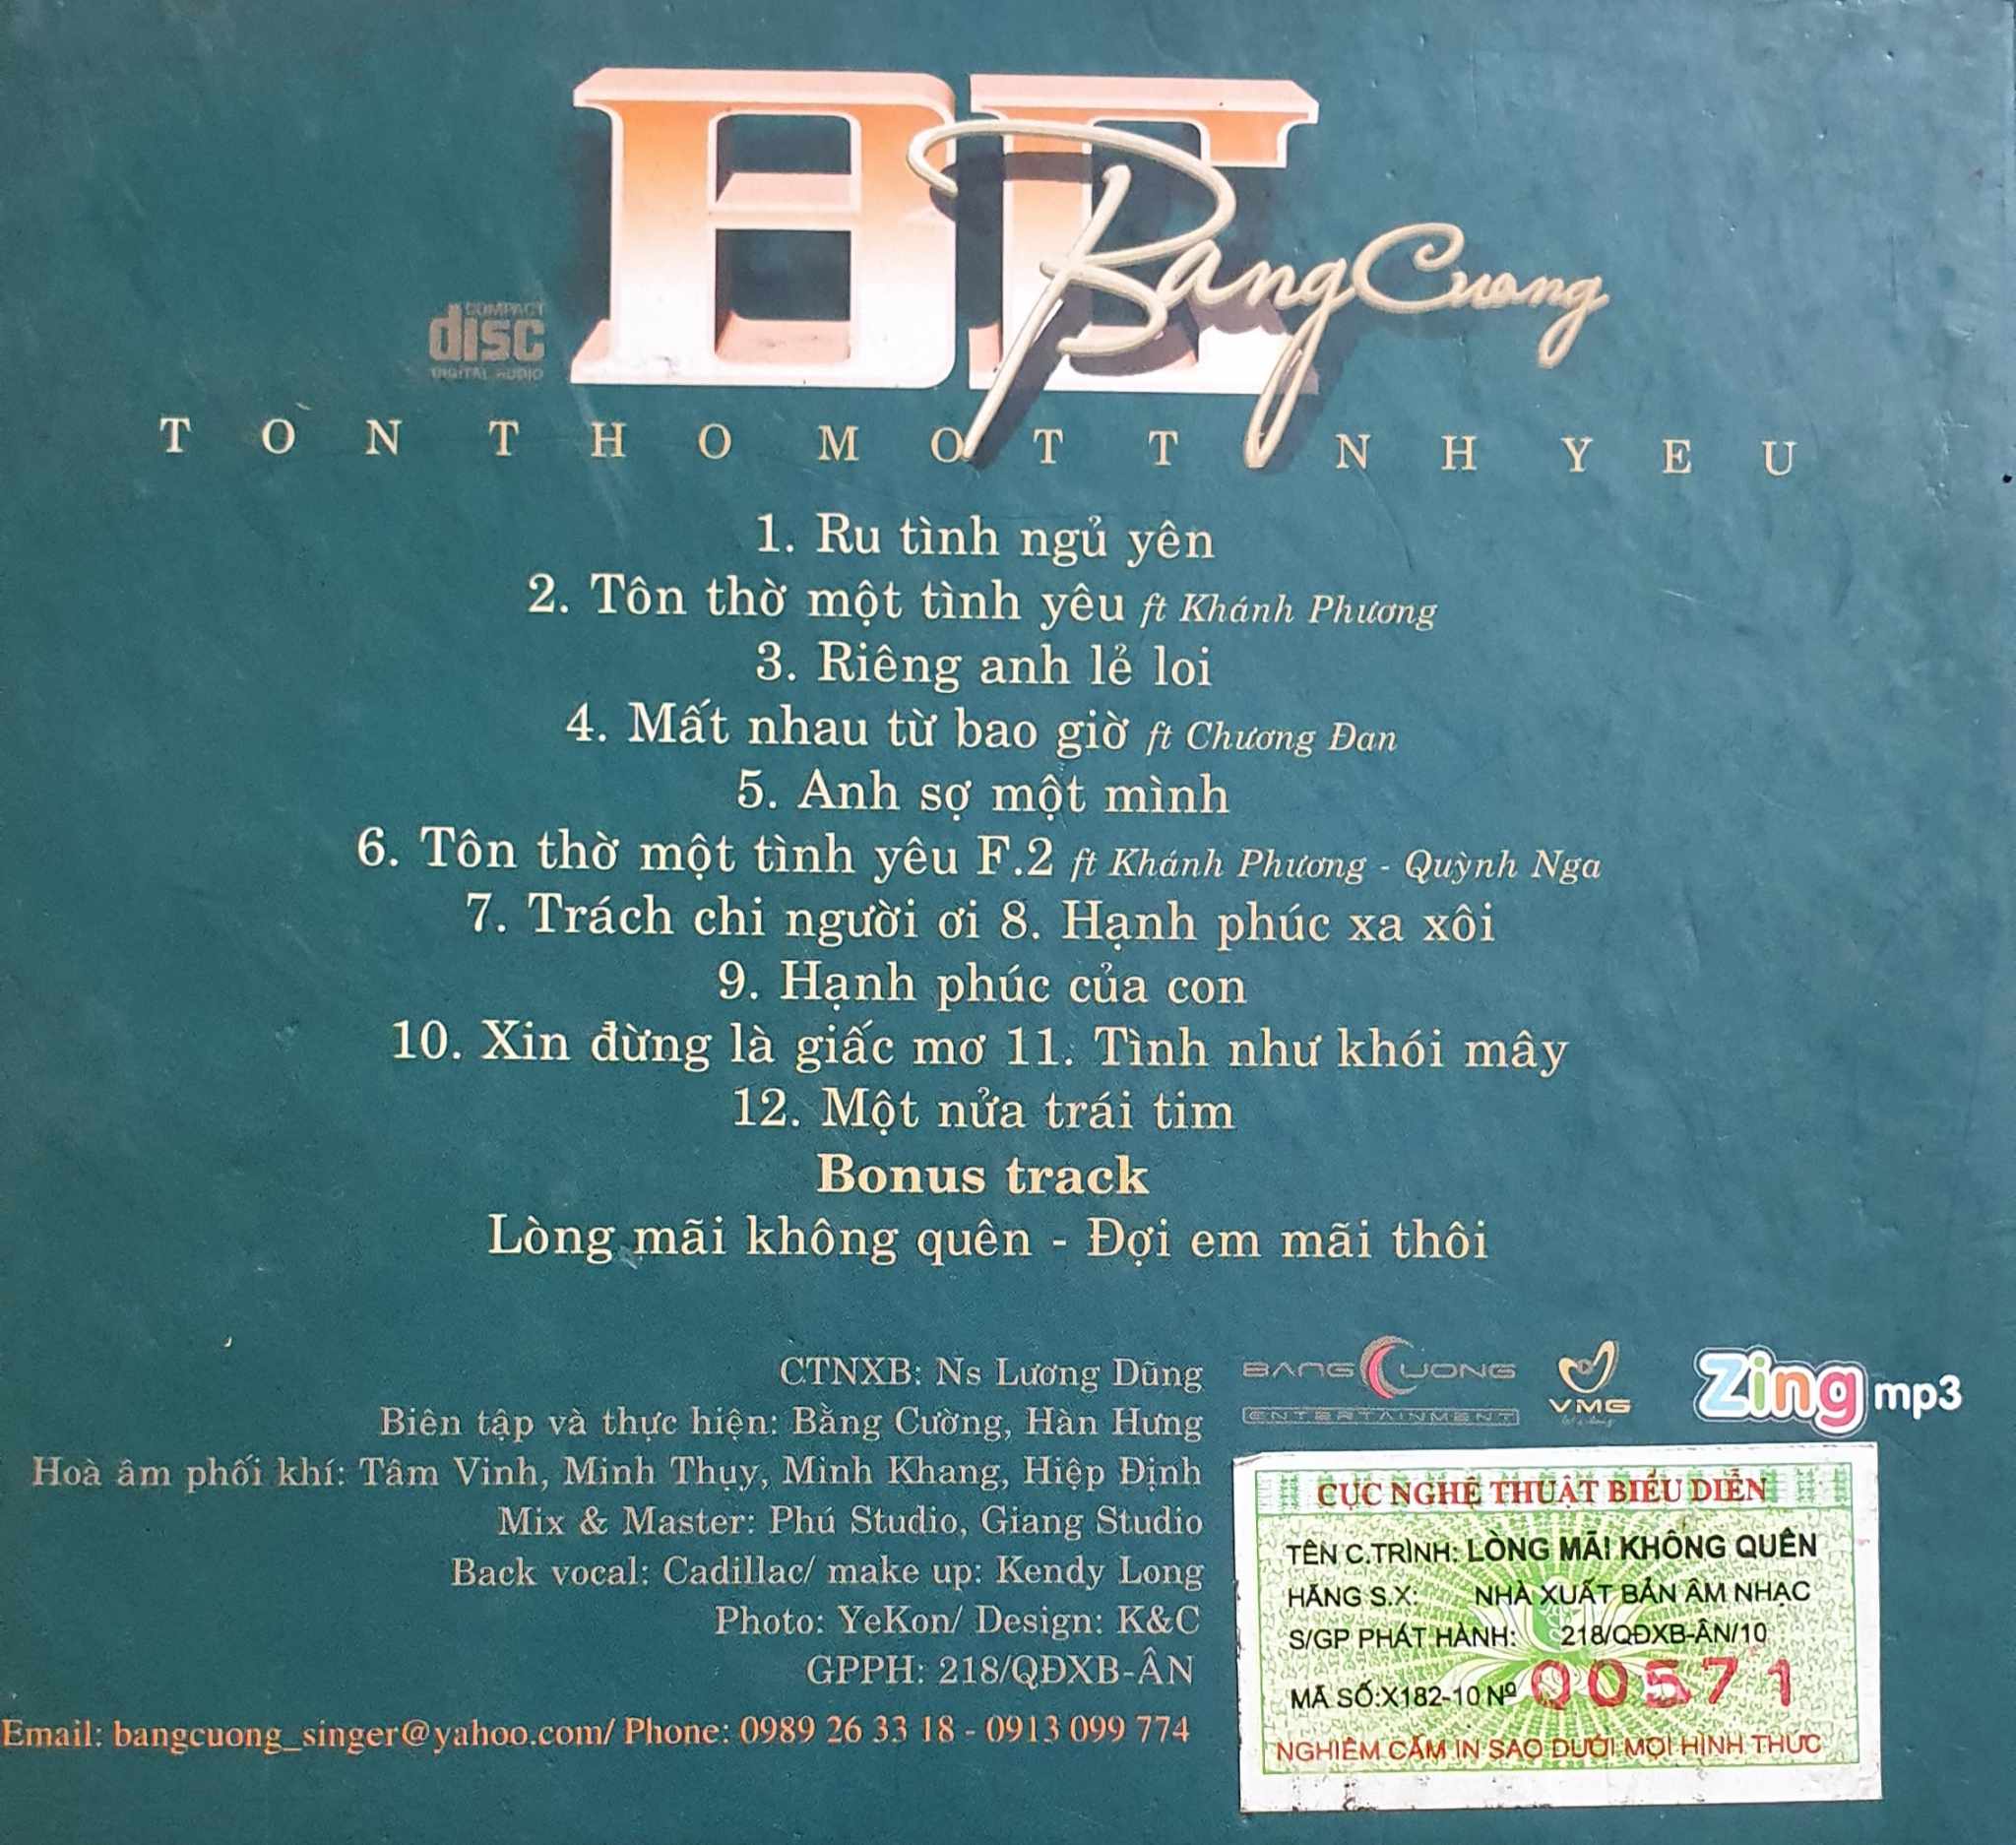 BE
Bang Cuong
COMPACT
disc
DIGITAL AUDIO
TÔN THO MOT TINH YEU
1. Ru tình ngủ yên
2. Tôn thờ một tình yêu ft Khánh Phương
3. Riêng anh lẻ loi
4. Mất nhau từ bao giờ ft Chương Đan
5. Anh sợ một mình
6. Tôn thờ một tình yêu F.2 ft Khánh Phương - Quỳnh Nga
7. Trách chi người ơi 8. Hạnh phúc xa xôi
9. Hạnh phúc của con
10. Xin đừng là giấc mơ 11. Tình như khói mây
12. Một nửa trái tim
Bonus track
Lòng mãi không quên - Đợi em mãi thôi
CTNXB: Ns Lương Dũng
Biên tập và thực hiện: Bằng Cường, Hàn Hưng
Hoà âm phối khí: Tâm Vinh, Minh Thụy, Minh Khang, Hiệp Định
Mix & Master: Phú Studio, Giang Studio
Back vocal: Cadillac/ make up: Kendy Long
Photo: YeKon/ Design: K&C
GPPH: 218/QĐXB-ÂN
Email: bangcuong_singer@yahoo.com/ Phone: 0989 26 33 18 - 0913 099 774
BANG CUONG
ENTERTAINMENT
VMG
Zing mp3
CỤC NGHỆ THUẬT BIỂU DIỄN
TÊN C.TRÌNH: LÒNG MÃI KHÔNG QUÊN
HÃNG S.X: NHÀ XUẤT BẢN ÂM NHẠC
S/GP PHÁT HÀNH: 218/QĐXB-ÂN/10
MÃ SỐ:X182-10 Nº 00571
NGHIÊM CẤM IN SAO DƯỚI MỌI HÌNH THỨC